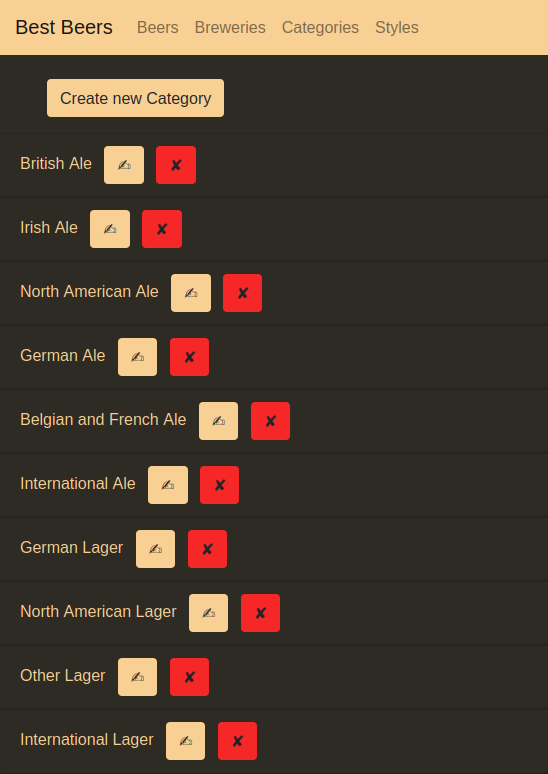 Best Beers Beers Breweries Categories Styles
Create new Category
British Ale ✍ ✘
Irish Ale ✍ ✘
North American Ale ✍ ✘
German Ale ✍ ✘
Belgian and French Ale ✍ ✘
International Ale ✍ ✘
German Lager ✍ ✘
North American Lager ✍ ✘
Other Lager ✍ ✘
International Lager ✍ ✘